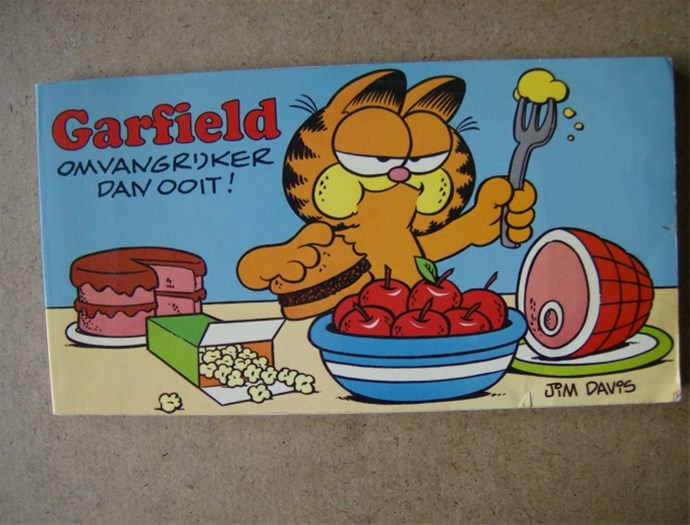 Garfield
OMVANGRIJKER
DAN OOIT!
JIM DAVIS